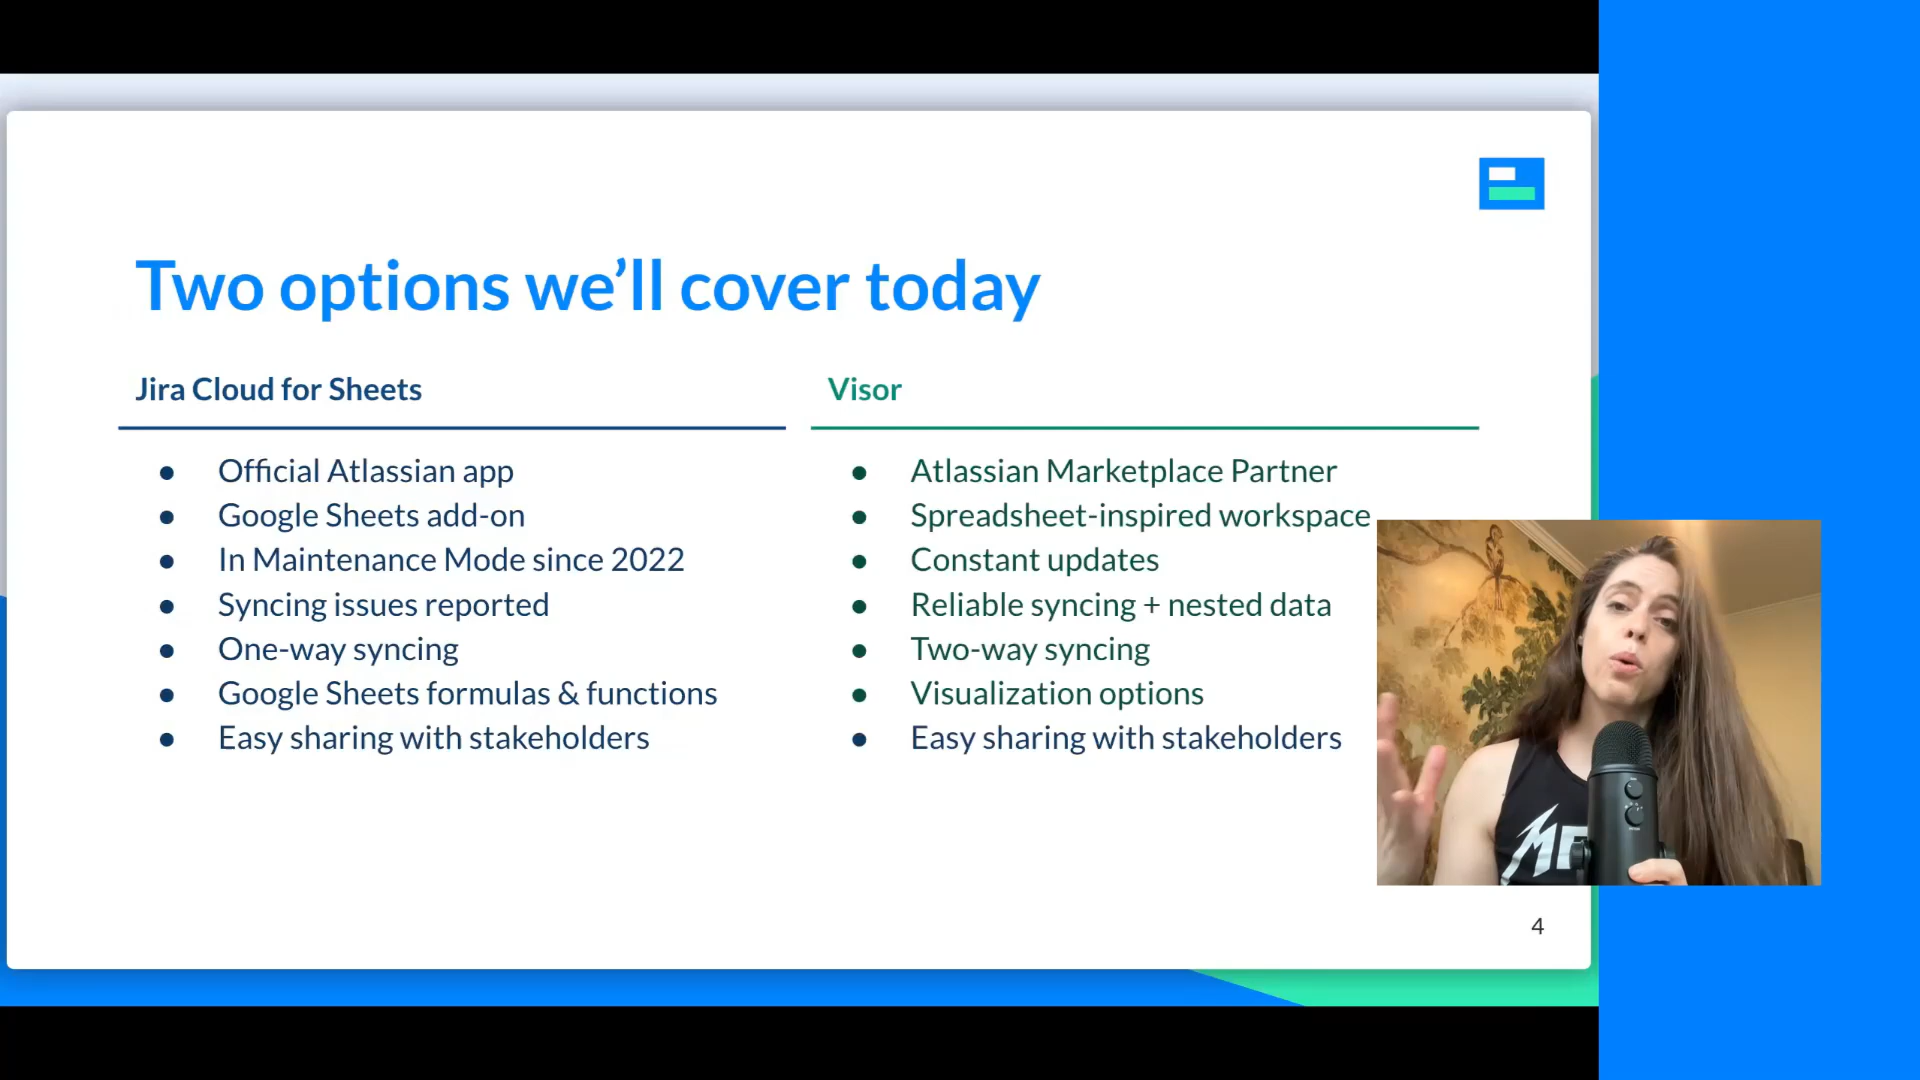 Two options we’ll cover today
Jira Cloud for Sheets
Official Atlassian app
Google Sheets add-on
In Maintenance Mode since 2022
Syncing issues reported
One-way syncing
Google Sheets formulas & functions
Easy sharing with stakeholders
Visor
Atlassian Marketplace Partner
Spreadsheet-inspired workspace
Constant updates
Reliable syncing + nested data
Two-way syncing
Visualization options
Easy sharing with stakeholders
4